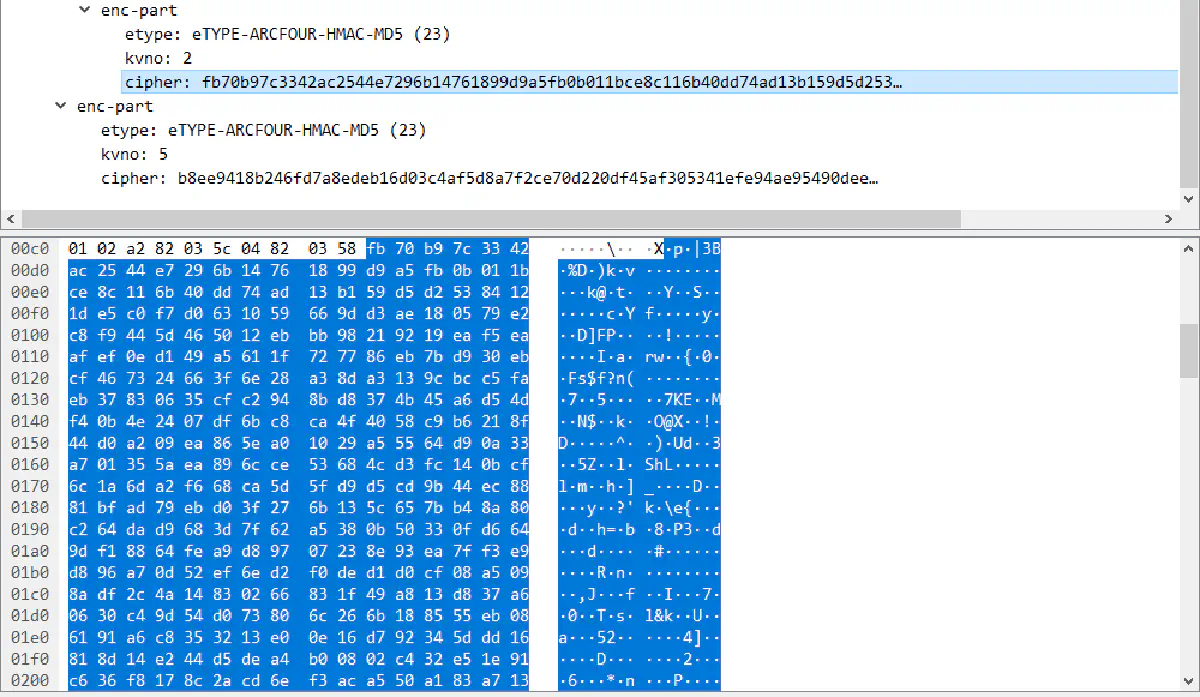 enc-part
etype: eTYPE-ARCFOUR-HMAC-MD5 (23)
kvno: 2
cipher: fb70b97c3342ac2544e7296b14761899d9a5fb0b011bce8c116b40dd74ad13b159d5d253…
enc-part
etype: eTYPE-ARCFOUR-HMAC-MD5 (23)
kvno: 5
cipher: b8ee9418b246fd7a8edeb16d03c4af5d8a7f2ce70d220df45af305341efe94ae95490dee…
00c0 01 02 a2 82 03 5c 04 82 03 58 fb 70 b9 7c 33 42 ·····\·· ·X·p·|3B
00d0 ac 25 44 e7 29 6b 14 76 18 99 d9 a5 fb 0b 01 1b ·%D·)k·v ········
00e0 ce 8c 11 6b 40 dd 74 ad 13 b1 59 d5 d2 53 84 12 ···k@·t· ··Y··S··
00f0 1d e5 c0 f7 d0 63 10 59 66 9d d3 ae 18 05 79 e2 ·····c·Y f·····y·
0100 c8 f9 44 5d 46 50 12 eb bb 98 21 92 19 ea f5 ea ··D]FP·· ··!·····
0110 af ef 0e d1 49 a5 61 1f 72 77 86 eb 7b d9 30 eb ····I·a· rw··{·0·
0120 cf 46 73 24 66 3f 6e 28 a3 8d a3 13 9c bc c5 fa ·Fs$f?n( ········
0130 eb 37 83 06 35 cf c2 94 8b d8 37 4b 45 a6 d5 4d ·7··5··· ··7KE··M
0140 f4 0b 4e 24 07 df 6b c8 ca 4f 40 58 c9 b6 21 8f ··N$··k· ·O@X··!·
0150 44 d0 a2 09 ea 86 5e a0 10 29 a5 55 64 d9 0a 33 D·····^· ·)·Ud··3
0160 a7 01 35 5a ea 89 6c ce 53 68 4c d3 fc 14 0b cf ··5Z··l· ShL·····
0170 6c 1a 6d a2 f6 68 ca 5d 5f d9 d5 cd 9b 44 ec 88 l·m··h·] _····D··
0180 81 bf ad 79 eb d0 3f 27 6b 13 5c 65 7b b4 8a 80 ···y··?' k·\e{···
0190 c2 64 da d9 68 3d 7f 62 a5 38 0b 50 33 0f d6 64 ·d··h=·b ·8·P3··d
01a0 9d f1 88 64 fe a9 d8 97 07 23 8e 93 ea 7f f3 e9 ···d···· ·#······
01b0 d8 96 a7 0d 52 ef 6e d2 f0 de d1 d0 cf 08 a5 09 ····R·n· ········
01c0 8a df 2c 4a 14 83 02 66 83 1f 49 a8 13 d8 37 a6 ··,J···f ··I···7·
01d0 06 30 c4 9d 54 d0 73 80 6c 26 6b 18 85 55 eb 08 ·0··T·s· l&k··U··
01e0 61 91 a6 c8 35 32 13 e0 0e 16 d7 92 34 5d dd 16 a···52·· ····4]··
01f0 81 8d 14 e2 44 d5 de a4 b0 08 02 c4 32 e5 1e 91 ····D··· ····2···
0200 c6 36 f8 17 8c 2a cd 6e f3 ac a5 50 a1 83 a7 13 ·6···*·n ···P····